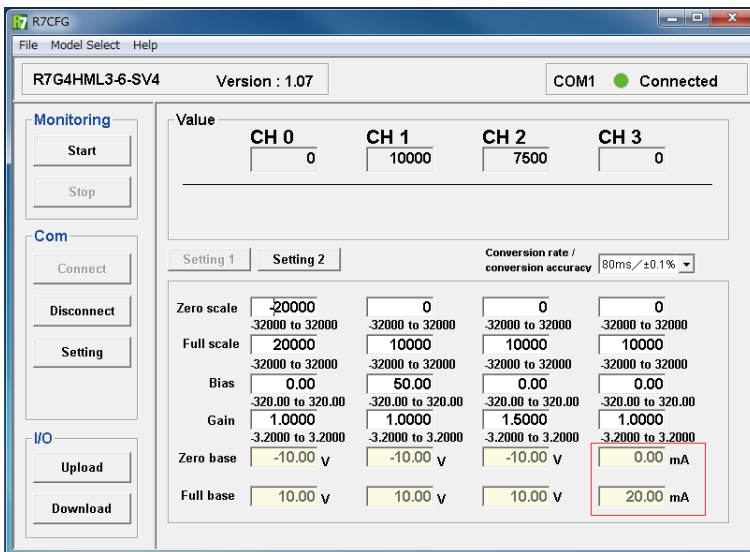 R7 R7CFG
File Model Select Help
R7G4HML3-6-SV4 Version : 1.07 COM1 Connected
Monitoring
Start
Stop
Com
Connect
Disconnect
Setting
I/O
Upload
Download
Value
CH 0 CH 1 CH 2 CH 3
0 10000 7500 0
Setting 1 Setting 2 Conversion rate /
conversion accuracy 80ms/±0.1%
Zero scale -20000 0 0 0
-32000 to 32000 -32000 to 32000 -32000 to 32000 -32000 to 32000
Full scale 20000 10000 10000 10000
-32000 to 32000 -32000 to 32000 -32000 to 32000 -32000 to 32000
Bias 0.00 50.00 0.00 0.00
-320.00 to 320.00 -320.00 to 320.00 -320.00 to 320.00 -320.00 to 320.00
Gain 1.0000 1.0000 1.5000 1.0000
-3.2000 to 3.2000 -3.2000 to 3.2000 -3.2000 to 3.2000 -3.2000 to 3.2000
Zero base -10.00 V -10.00 V -10.00 V 0.00 mA
Full base 10.00 V 10.00 V 10.00 V 20.00 mA